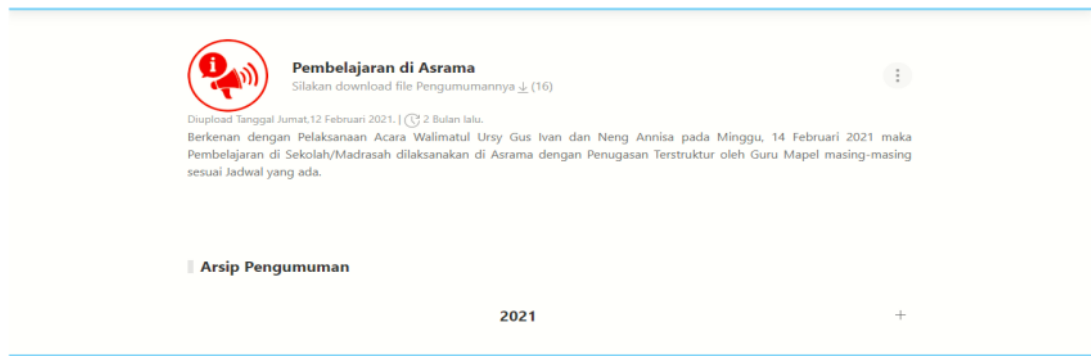 Pembelajaran di Asrama
Silakan download file Pengumumannya (16)
Diupload Tanggal Jumat,12 Februari 2021. | 2 Bulan lalu.
Berkenan dengan Pelaksanaan Acara Walimatul Ursy Gus Ivan dan Neng Annisa pada Minggu, 14 Februari 2021 maka
Pembelajaran di Sekolah/Madrasah dilaksanakan di Asrama dengan Penugasan Terstruktur oleh Guru Mapel masing-masing
sesuai Jadwal yang ada.
Arsip Pengumuman
2021 +